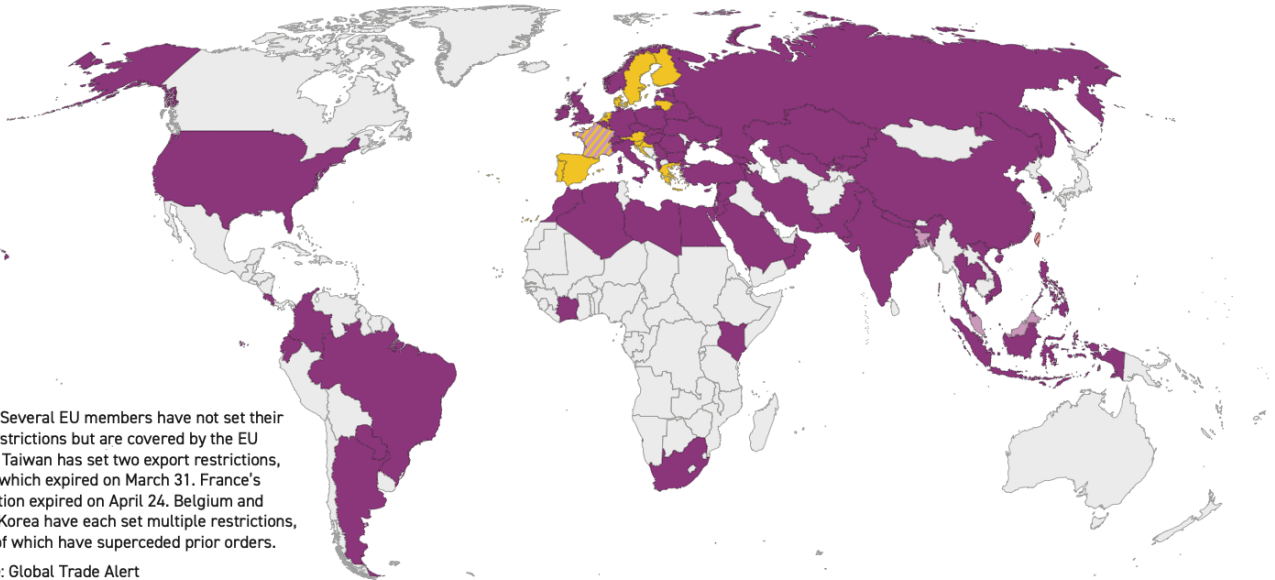 Several EU members have not set their
strictions but are covered by the EU
Taiwan has set two export restrictions,
which expired on March 31. France's
tion expired on April 24. Belgium and
Korea have each set multiple restrictions,
of which have superceded prior orders.
: Global Trade Alert